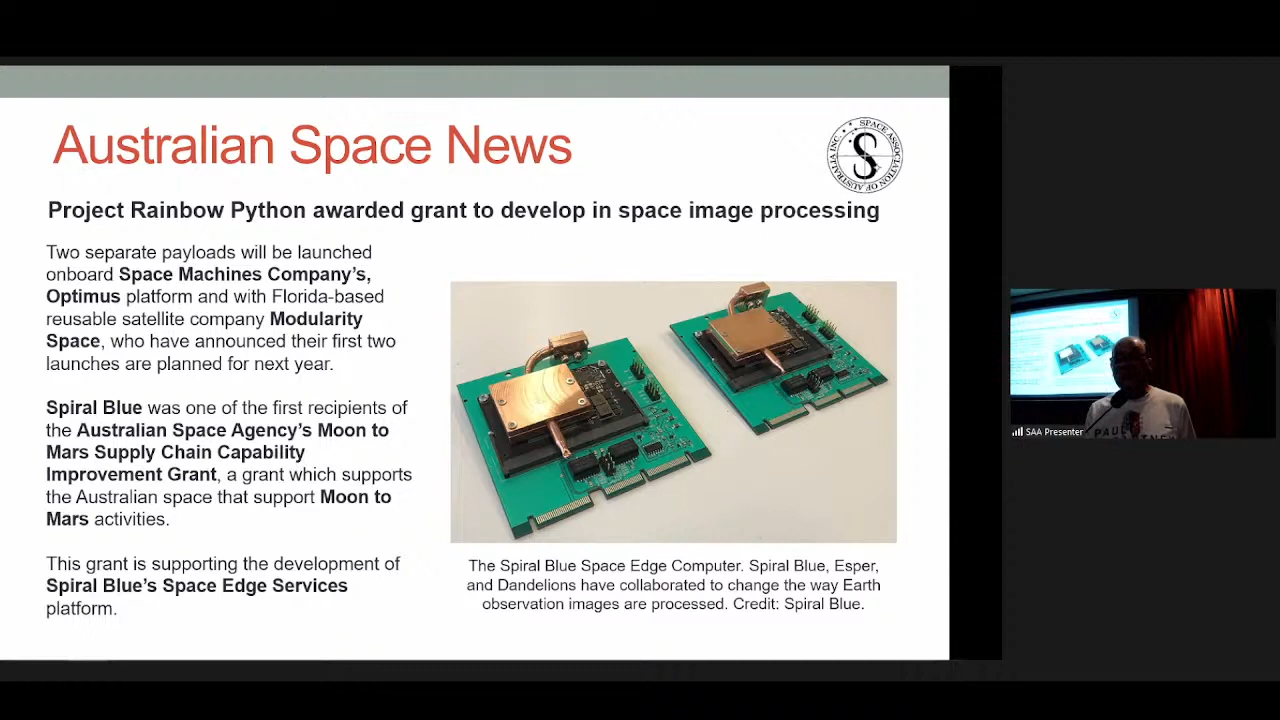 Australian Space News
SPACE ASSOCIATION OF AUSTRALIA INC.
S
Project Rainbow Python awarded grant to develop in space image processing
Two separate payloads will be launched
onboard Space Machines Company's,
Optimus platform and with Florida-based
reusable satellite company Modularity
Space, who have announced their first two
launches are planned for next year.
Spiral Blue was one of the first recipients of
the Australian Space Agency's Moon to
Mars Supply Chain Capability
Improvement Grant, a grant which supports
the Australian space that support Moon to
Mars activities.
This grant is supporting the development of
Spiral Blue's Space Edge Services
platform.
The Spiral Blue Space Edge Computer. Spiral Blue, Esper,
and Dandelions have collaborated to change the way Earth
observation images are processed. Credit: Spiral Blue.
SAA Presenter
PAUL